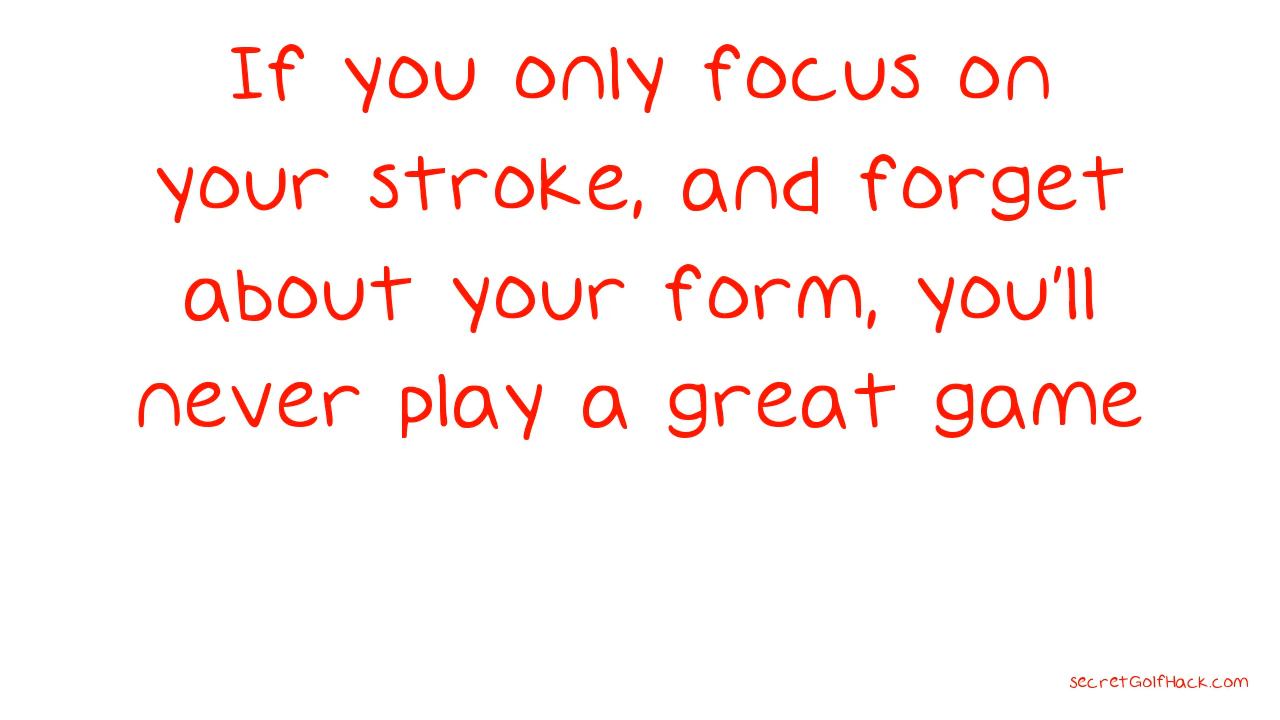 If you only focus on
your stroke, and forget
about your form, you'll
never play a great game
secretGolfHack.com